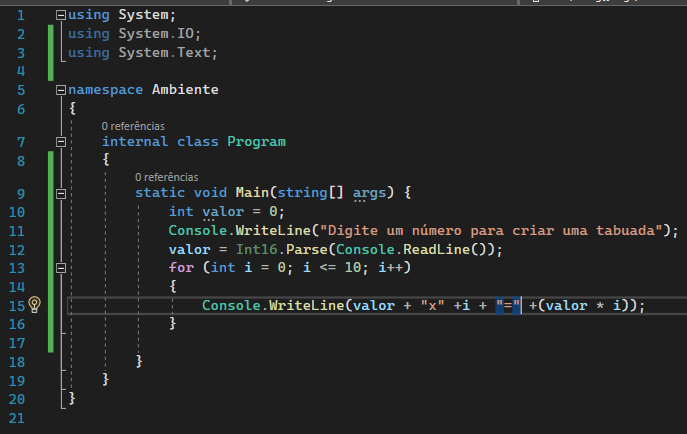 1 using System;
2 using System.IO;
3 using System.Text;
4
5 namespace Ambiente
6 {
0 referências
7 internal class Program
8 {
0 referências
9 static void Main(string[] args) {
10 int valor = 0;
11 Console.WriteLine("Digite um número para criar uma tabuada");
12 valor = Int16.Parse(Console.ReadLine());
13 for (int i = 0; i <= 10; i++)
14 {
15 Console.WriteLine(valor + "x" +i + "=" +(valor * i));
16 }
17
18 }
19 }
20 }
21